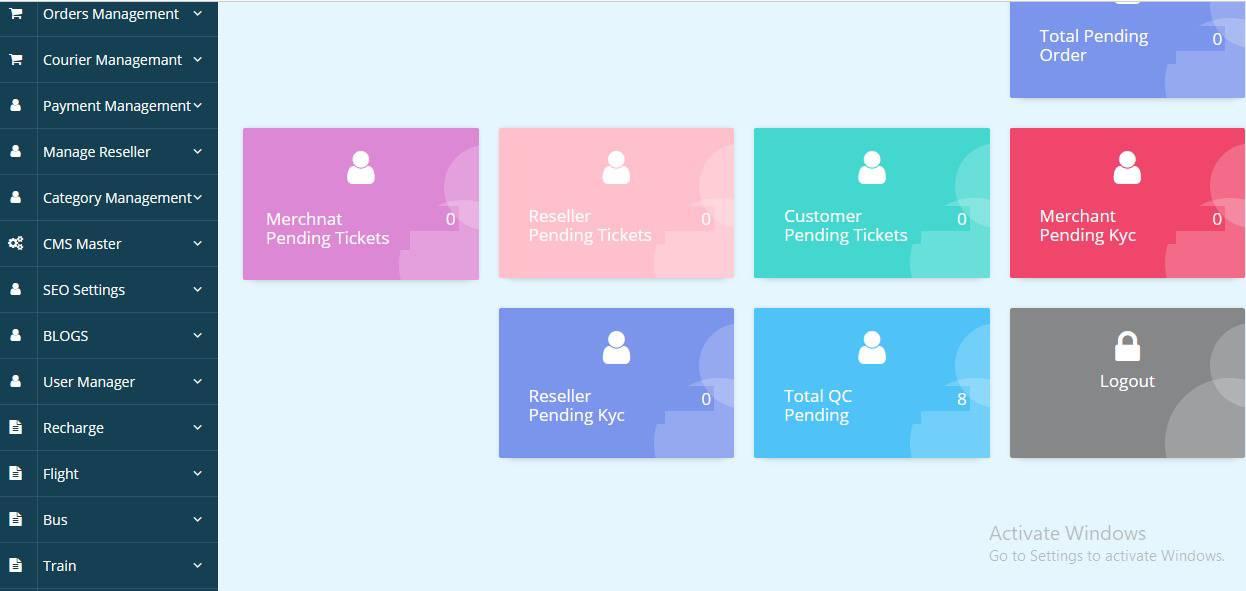 Orders Management
Courier Managemant
Payment Management
Manage Reseller
Category Management
CMS Master
SEO Settings
BLOGS
User Manager
Recharge
Flight
Bus
Train
Total Pending 0
Order
Merchnat 0
Pending Tickets
Reseller 0
Pending Tickets
Customer 0
Pending Tickets
Merchant 0
Pending Kyc
Reseller 0
Pending Kyc
Total QC 8
Pending
Logout
Activate Windows
Go to Settings to activate Windows.